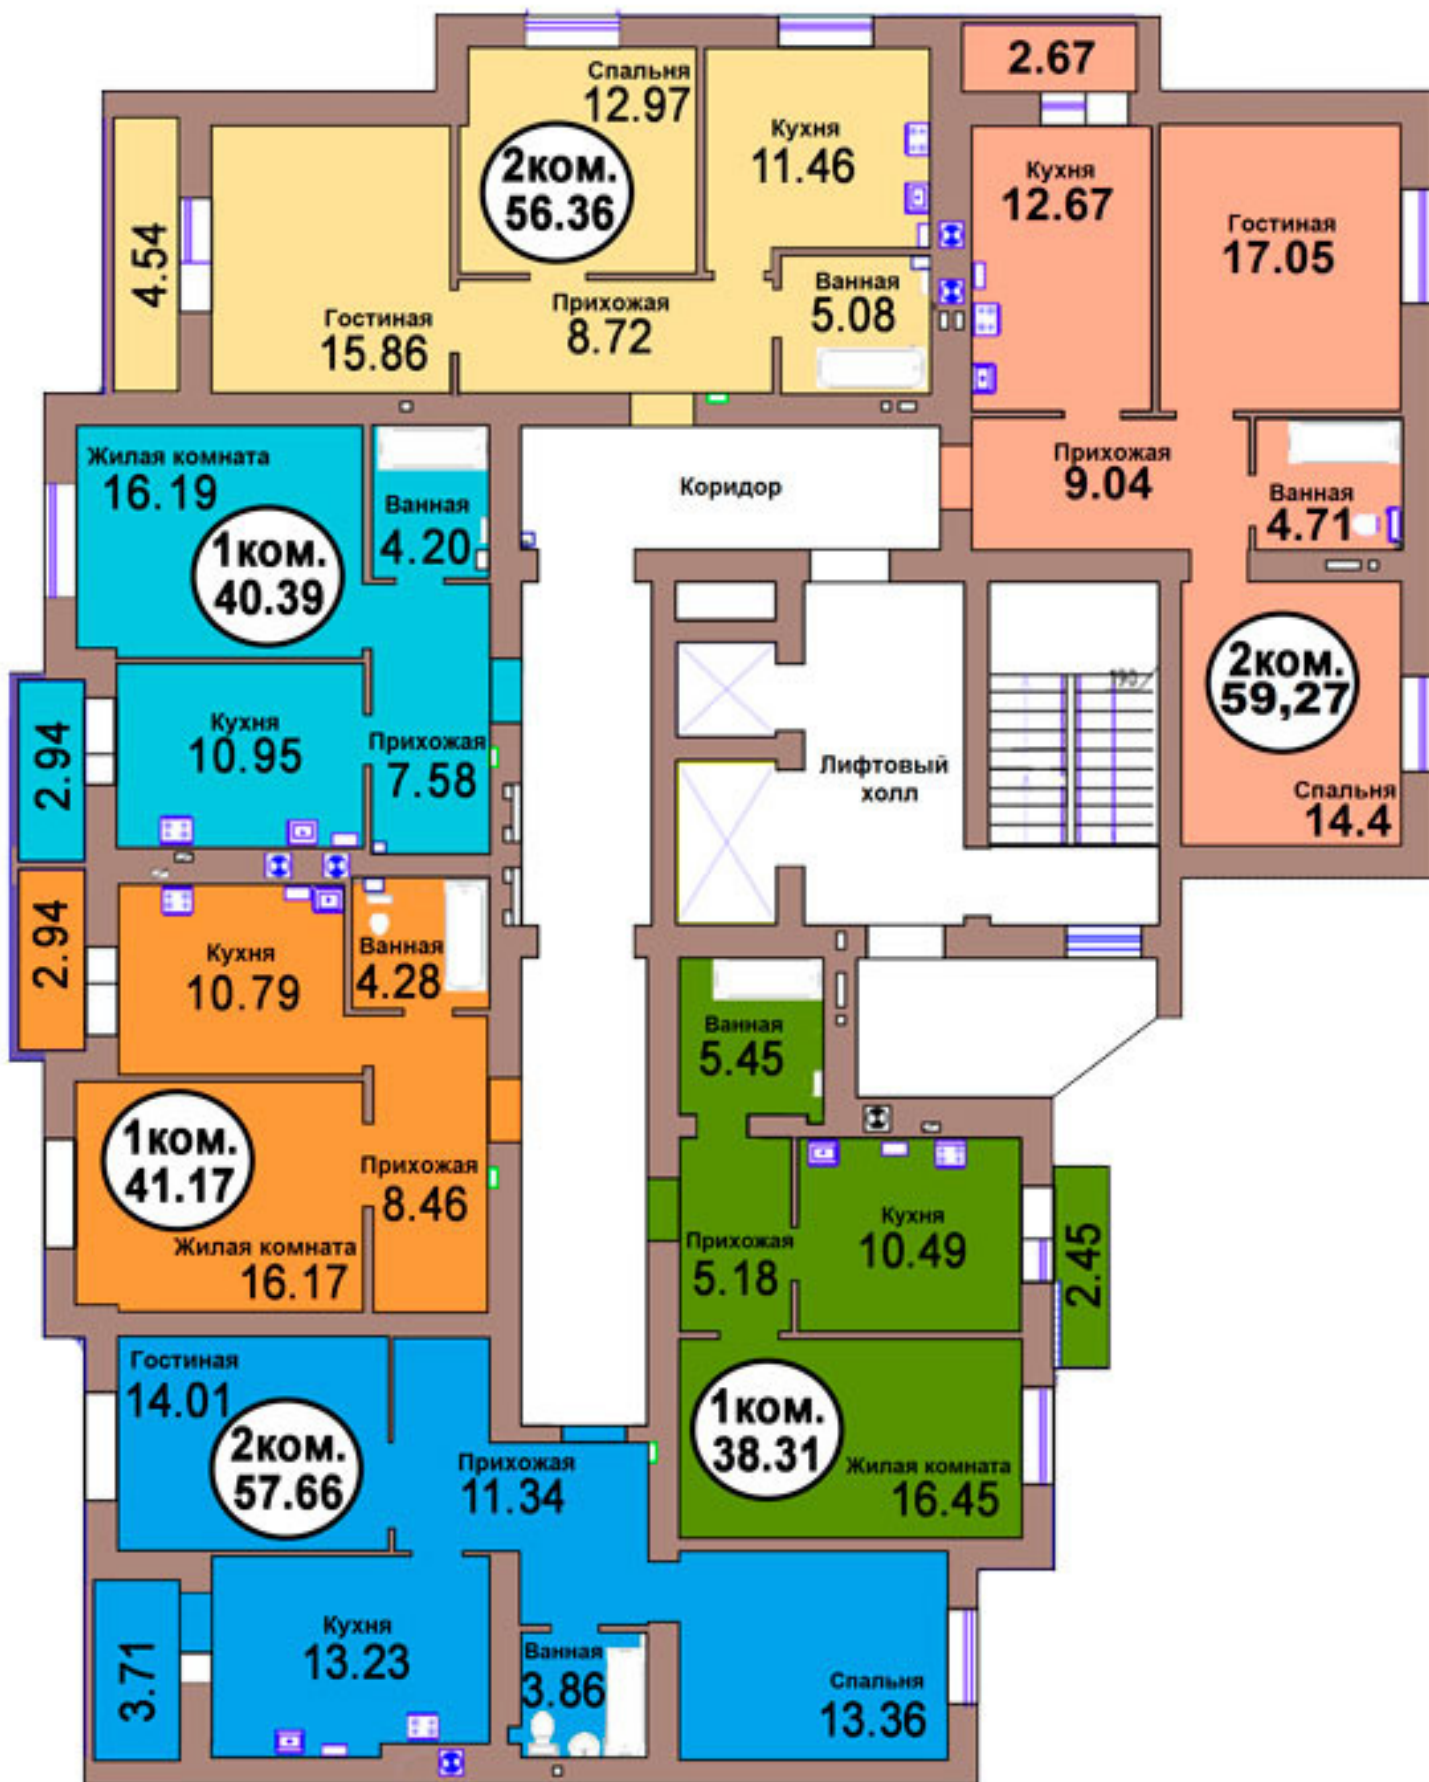 2.67
Спальня
12.97
2ком.
56.36
Кухня
11.46
4.54
Гостиная
15.86
Прихожая
8.72
Ванная
5.08
Кухня
12.67
Гостиная
17.05
Прихожая
9.04
Ванная
4.71
2ком.
59,27
Спальня
14.4
Жилая комната
16.19
1ком.
40.39
Ванная
4.20
Коридор
2.94
Кухня
10.95
Прихожая
7.58
Лифтовый
холл
190
2.94
Кухня
10.79
Ванная
4.28
1ком.
41.17
Прихожая
8.46
Жилая комната
16.17
Ванная
5.45
Прихожая
5.18
Кухня
10.49
2.45
1ком.
38.31
Жилая комната
16.45
Гостиная
14.01
2ком.
57.66
Прихожая
11.34
3.71
Кухня
13.23
Ванная
3.86
Спальня
13.36